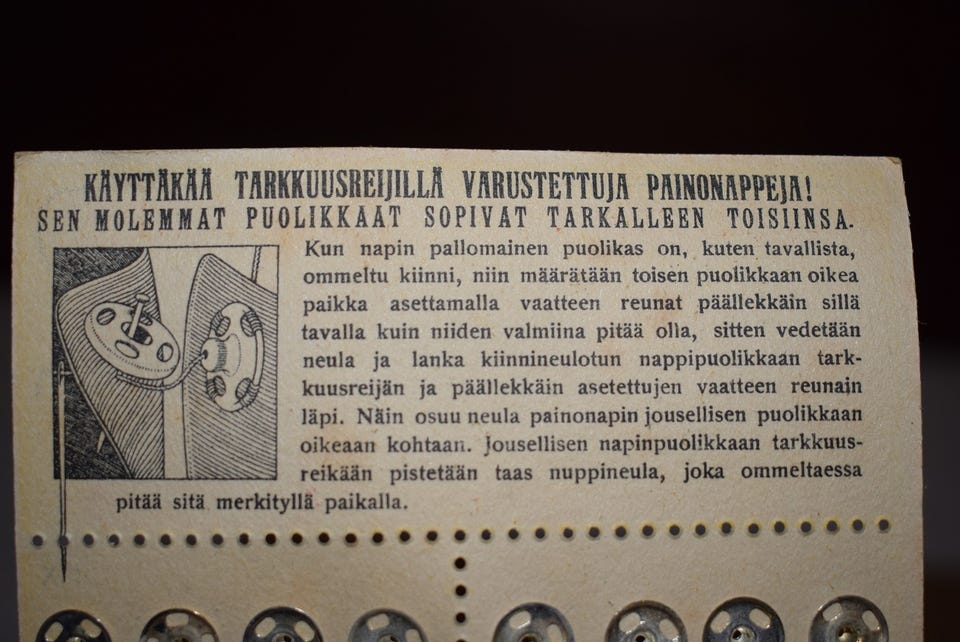 KÄYTTÄKÄÄ TARKKUUSREIJILLÄ VARUSTETTUJA PAINONAPPEJA!
SEN MOLEMMAT PUOLIKKAAT SOPIVAT TARKALLEEN TOISIINSA.
Kun napin pallomainen puolikas on, kuten tavallista,
ommeltu kiinni, niin määrätään toisen puolikkaan oikea
paikka asettamalla vaatteen reunat päällekkäin sillä
tavalla kuin niiden valmiina pitää olla, sitten vedetään
neula ja lanka kiinnineulotun nappipuolikkaan tark-
kuusreijän ja päällekkäin asetettujen vaatteen reunain
läpi. Näin osuu neula painonapin jousellisen puolikkaan
oikeaan kohtaan. Jousellisen napinpuolikkaan tarkkuus-
reikään pistetään taas nuppineula, joka ommeltaessa
pitää sitä merkityllä paikalla.